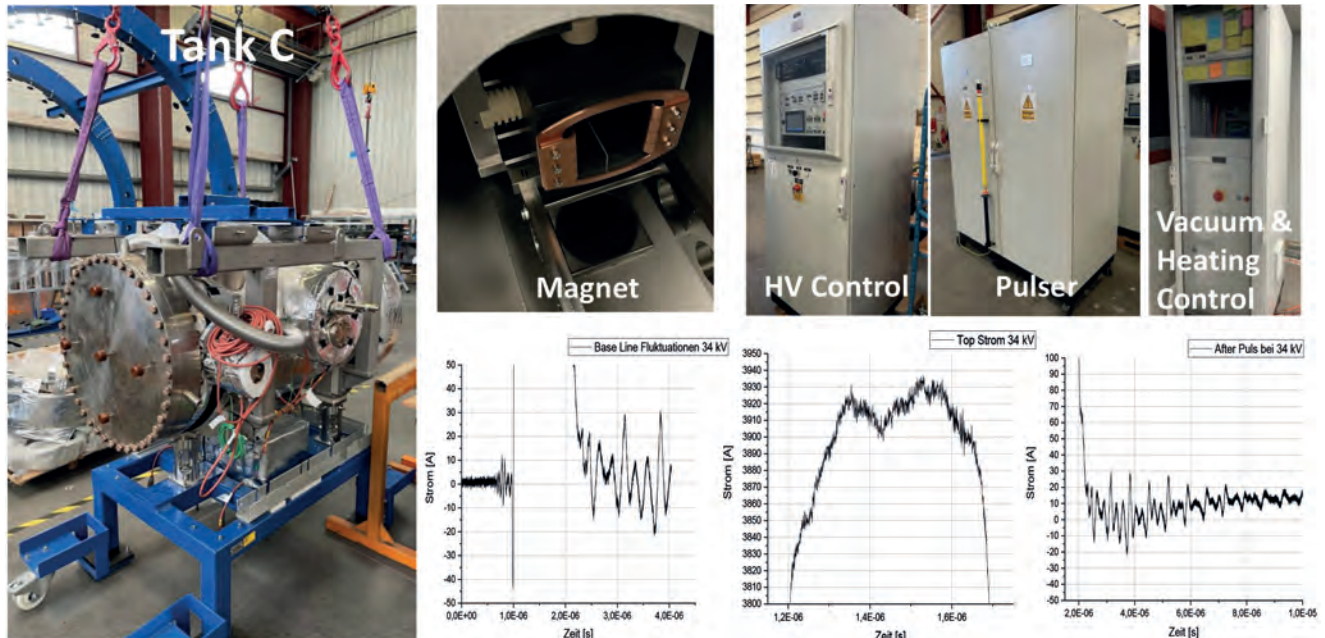 Tank C
Magnet
HV Control
Pulser
Vacuum &
Heating
Control
Base Line Fluktuationen 34 kV
50
40
30
20
10
0
-10
-20
-30
-40
-50
Strom [A]
0,0E+00 1,0E-06 2,0E-06 3,0E-06 4,0E-06
Zeit [s]
Top Strom 34 kV
3950
3940
3930
3920
3910
3900
3890
3880
3870
3860
3850
3840
3830
3820
3810
3800
Strom [A]
1,2E-06 1,4E-06 1,6E-06
Zeit [s]
After Puls bei 34 kV
100
90
80
70
60
50
40
30
20
10
0
-10
-20
-30
-40
-50
Strom [A]
2,0E-06 4,0E-06 6,0E-06 8,0E-06 1,0E-05
Zeit [s]